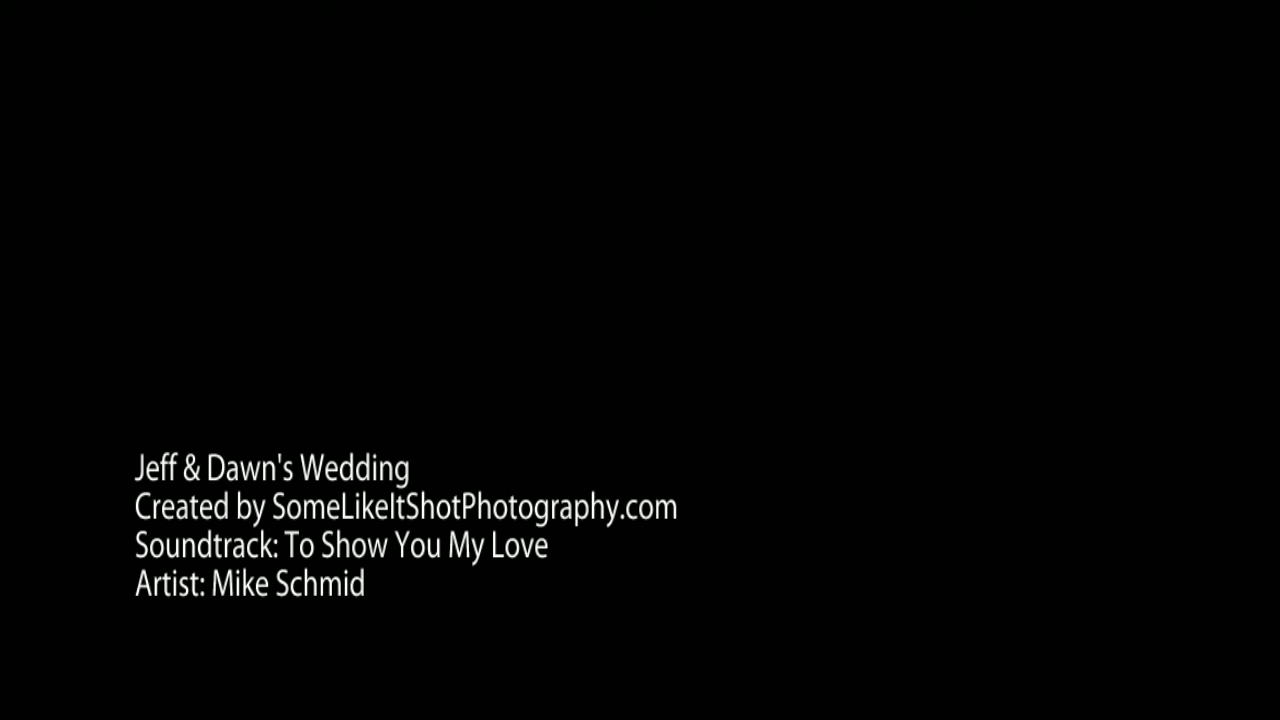 Jeff & Dawn's Wedding
Created by SomeLikeItShotPhotography.com
Soundtrack: To Show You My Love
Artist: Mike Schmid